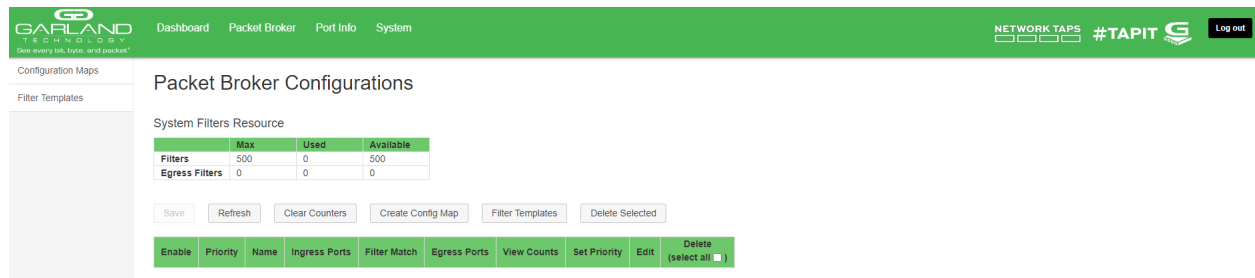 GARLAND
TECHNOLOGY
See every bit, byte, and packet®
Dashboard Packet Broker Port Info System
NETWORK TAPS
#TAPIT
Log out
Configuration Maps
Filter Templates
Packet Broker Configurations
System Filters Resource
Max Used Available
Filters 500 0 500
Egress Filters 0 0 0
Save Refresh Clear Counters Create Config Map Filter Templates Delete Selected
Enable Priority Name Ingress Ports Filter Match Egress Ports View Counts Set Priority Edit Delete
(select all )